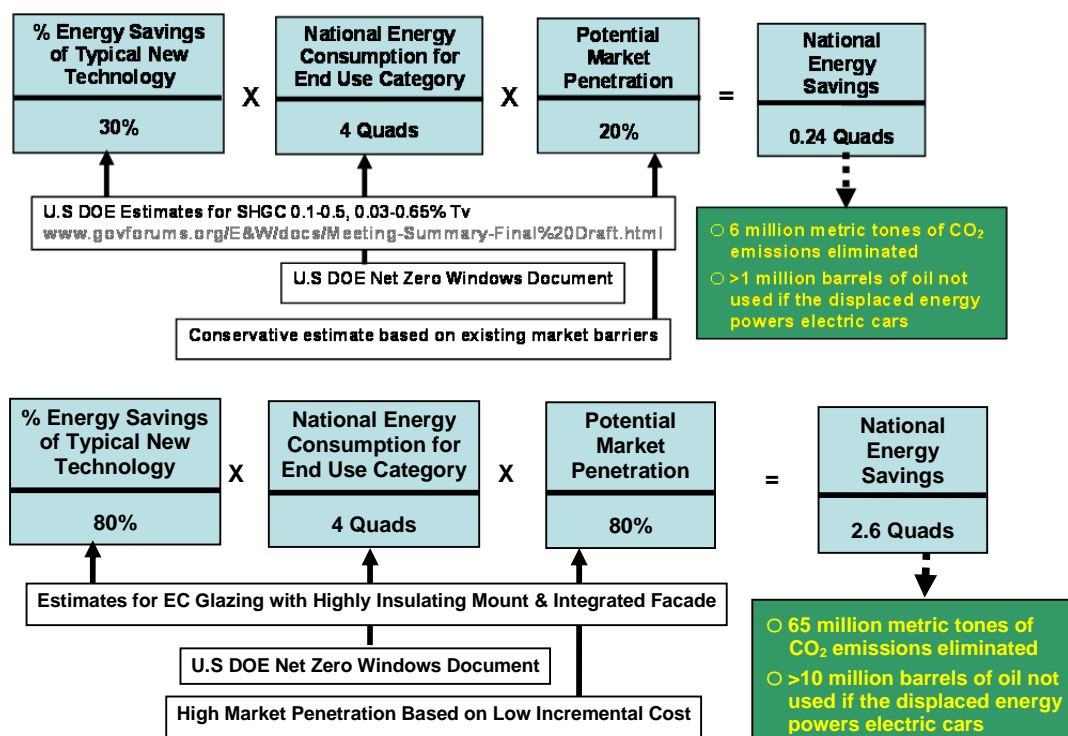 % Energy Savings
of Typical New
Technology
30%
X
National Energy
Consumption for
End Use Category
4 Quads
X
Potential
Market
Penetration
20%
=
National
Energy
Savings
0.24 Quads
U.S DOE Estimates for SHGC 0.1-0.5, 0.03-0.65% Tv
www.govforums.org/E&W/docs/Meeting-Summary-Final%20Draft.html
U.S DOE Net Zero Windows Document
Conservative estimate based on existing market barriers
○ 6 million metric tones of CO₂
emissions eliminated
○ >1 million barrels of oil not
used if the displaced energy
powers electric cars
% Energy Savings
of Typical New
Technology
80%
X
National Energy
Consumption for
End Use Category
4 Quads
X
Potential
Market
Penetration
80%
=
National
Energy
Savings
2.6 Quads
Estimates for EC Glazing with Highly Insulating Mount & Integrated Facade
U.S DOE Net Zero Windows Document
High Market Penetration Based on Low Incremental Cost
○ 65 million metric tones of
CO₂ emissions eliminated
○ >10 million barrels of oil not
used if the displaced energy
powers electric cars